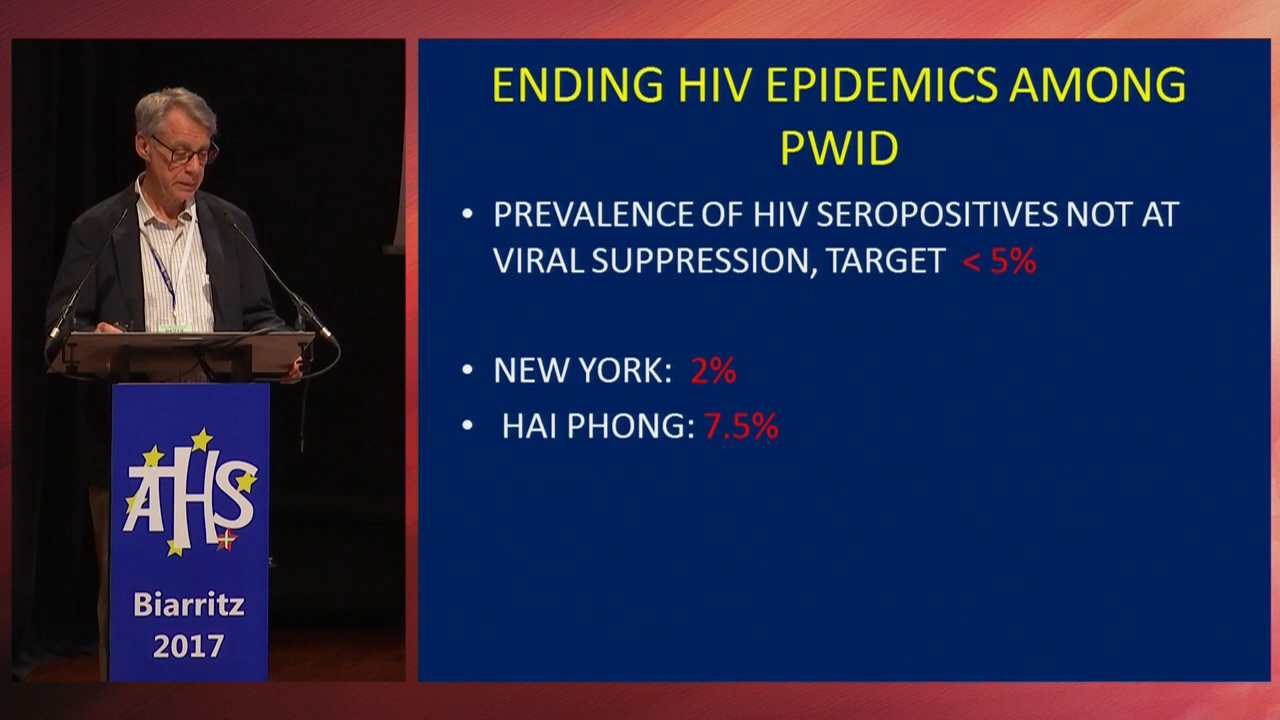 ENDING HIV EPIDEMICS AMONG
PWID
• PREVALENCE OF HIV SEROPOSITIVES NOT AT
VIRAL SUPPRESSION, TARGET < 5%
• NEW YORK: 2%
• HAI PHONG: 7.5%
AHS
Biarritz
2017